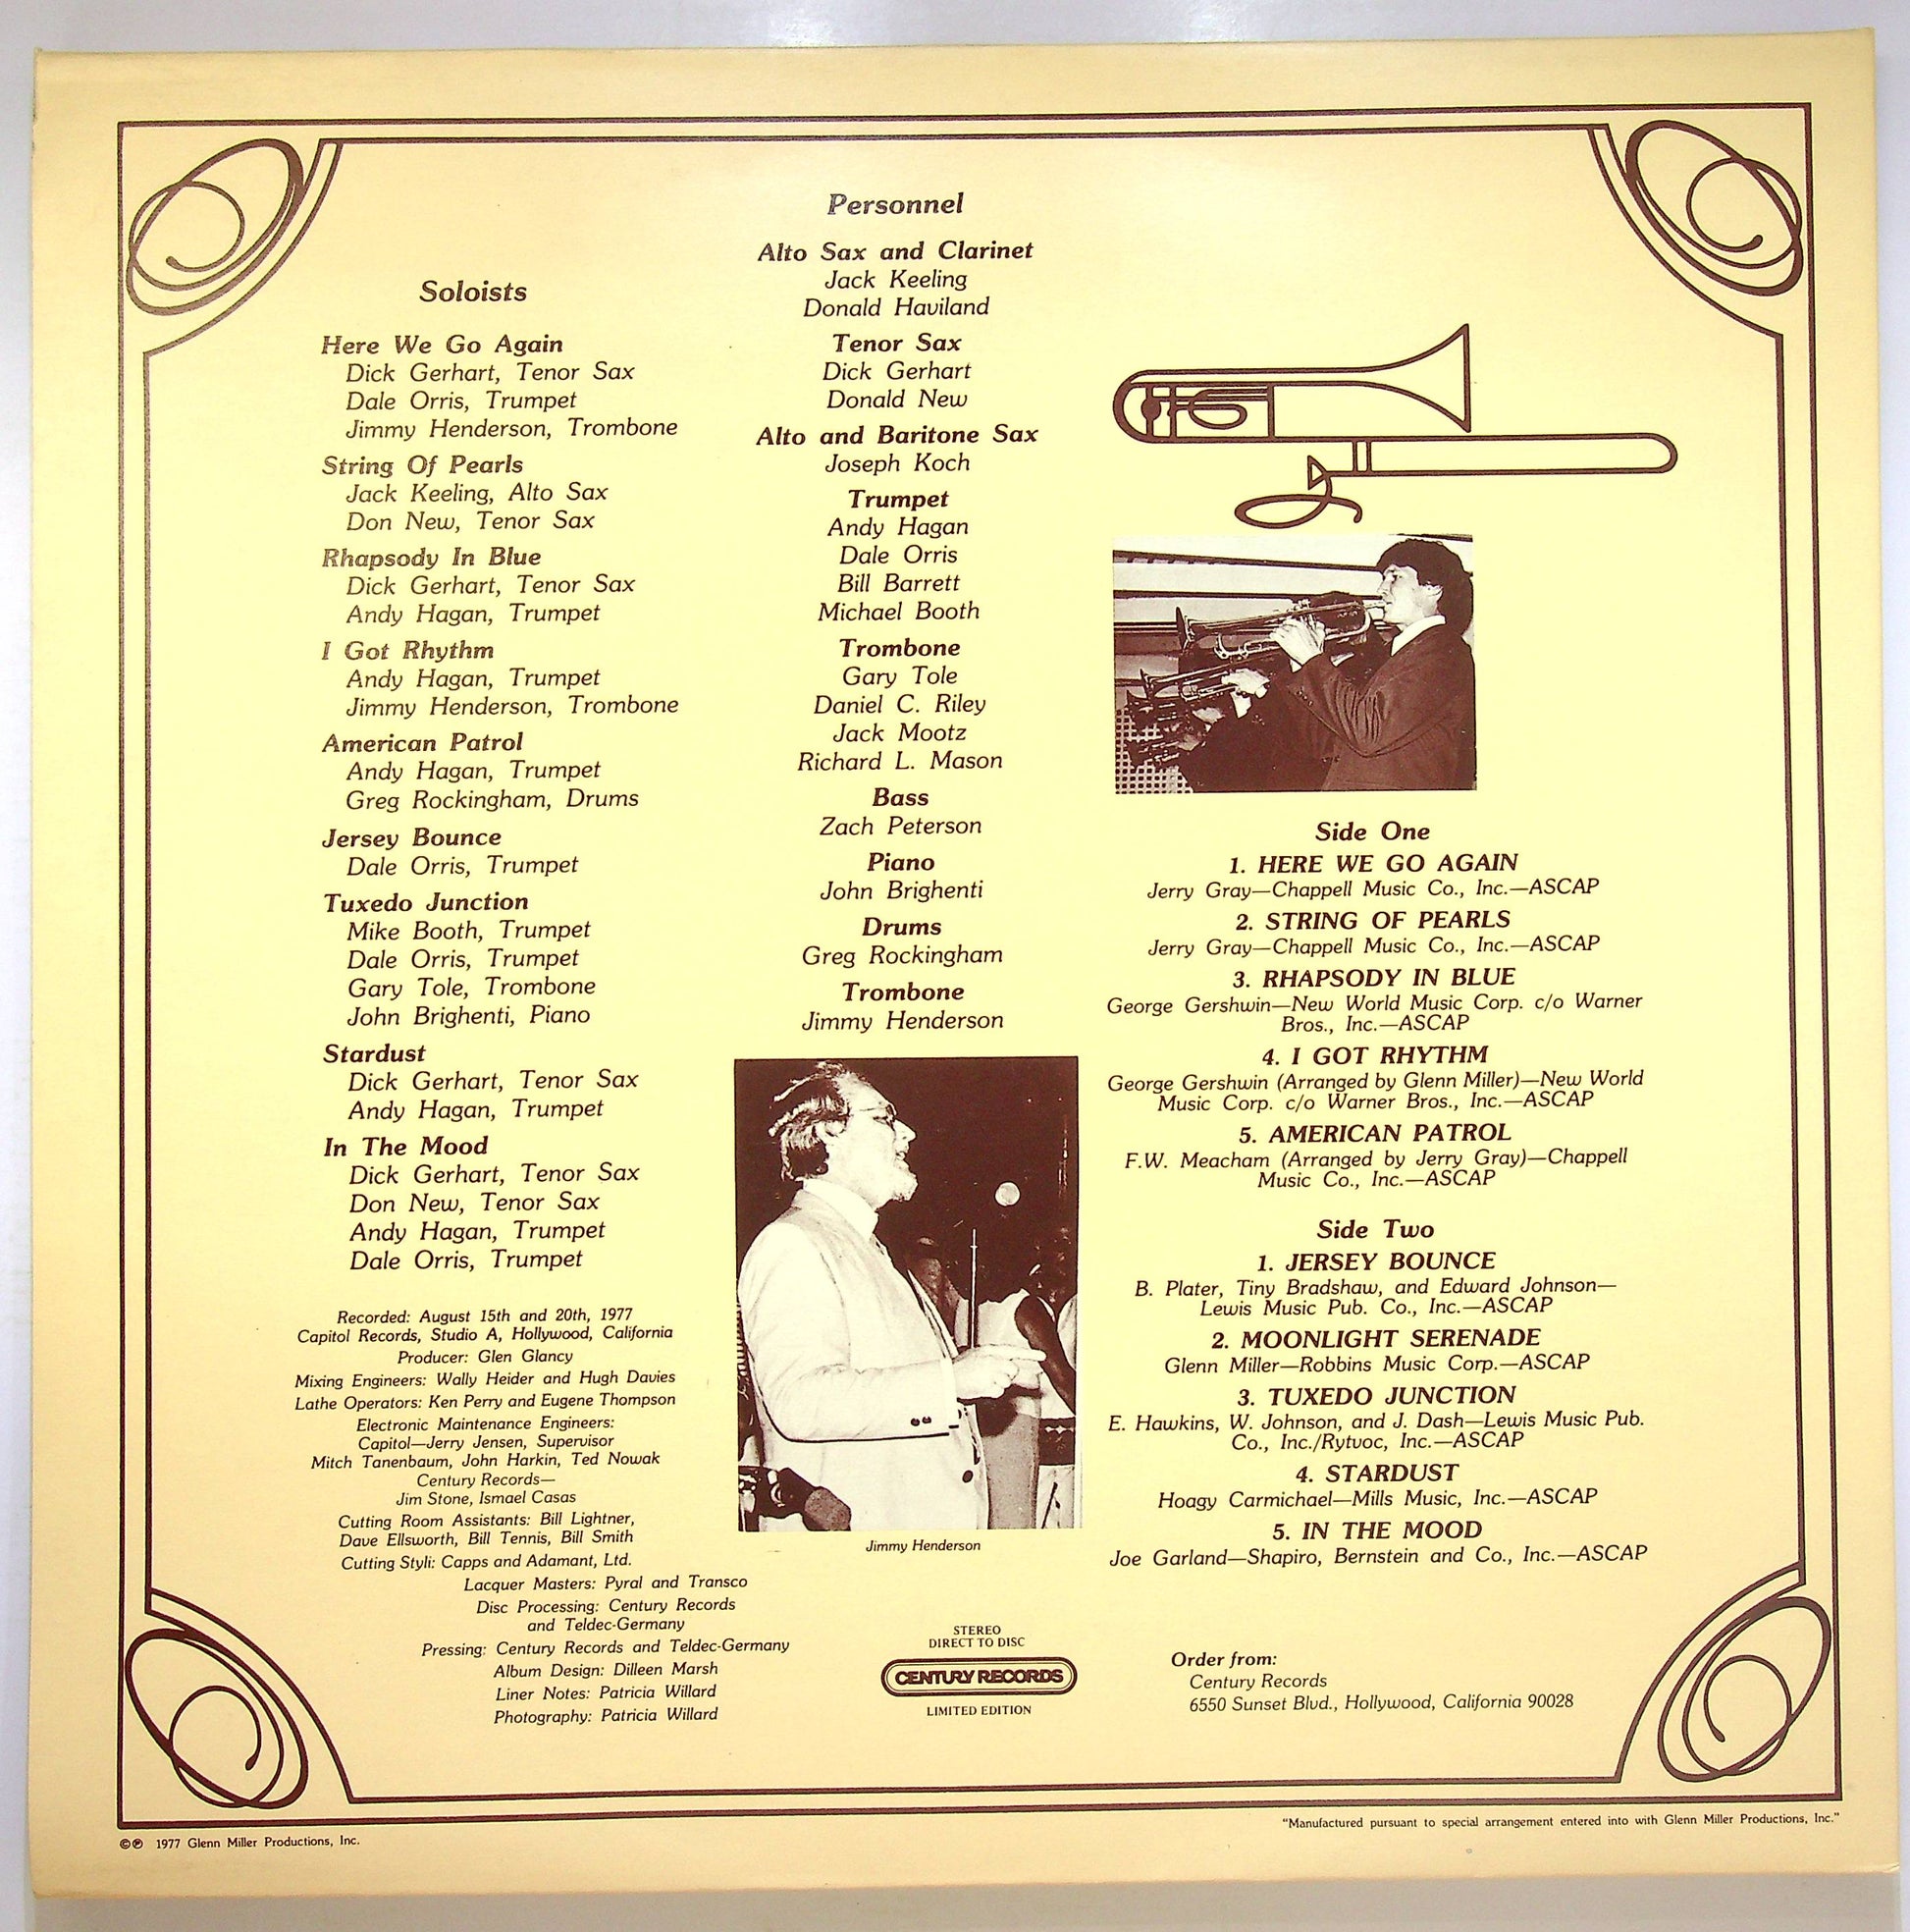 Soloists
Here We Go Again
Dick Gerhart, Tenor Sax
Dale Orris, Trumpet
Jimmy Henderson, Trombone
String Of Pearls
Jack Keeling, Alto Sax
Don New, Tenor Sax
Rhapsody In Blue
Dick Gerhart, Tenor Sax
Andy Hagan, Trumpet
I Got Rhythm
Andy Hagan, Trumpet
Jimmy Henderson, Trombone
American Patrol
Andy Hagan, Trumpet
Greg Rockingham, Drums
Jersey Bounce
Dale Orris, Trumpet
Tuxedo Junction
Mike Booth, Trumpet
Dale Orris, Trumpet
Gary Tole, Trombone
John Brighenti, Piano
Stardust
Dick Gerhart, Tenor Sax
Andy Hagan, Trumpet
In The Mood
Dick Gerhart, Tenor Sax
Don New, Tenor Sax
Andy Hagan, Trumpet
Dale Orris, Trumpet
Recorded: August 15th and 20th, 1977
Capitol Records, Studio A, Hollywood, California
Producer: Glen Glancy
Mixing Engineers: Wally Heider and Hugh Davies
Lathe Operators: Ken Perry and Eugene Thompson
Electronic Maintenance Engineers:
Capitol—Jerry Jensen, Supervisor
Mitch Tanenbaum, John Harkin, Ted Nowak
Century Records—
Jim Stone, Ismael Casas
Cutting Room Assistants: Bill Lightner,
Dave Ellsworth, Bill Tennis, Bill Smith
Cutting Styli: Capps and Adamant, Ltd.
Lacquer Masters: Pyral and Transco
Disc Processing: Century Records
and Teldec-Germany
Pressing: Century Records and Teldec-Germany
Album Design: Dilleen Marsh
Liner Notes: Patricia Willard
Photography: Patricia Willard
Personnel
Alto Sax and Clarinet
Jack Keeling
Donald Haviland
Tenor Sax
Dick Gerhart
Donald New
Alto and Baritone Sax
Joseph Koch
Trumpet
Andy Hagan
Dale Orris
Bill Barrett
Michael Booth
Trombone
Gary Tole
Daniel C. Riley
Jack Mootz
Richard L. Mason
Bass
Zach Peterson
Piano
John Brighenti
Drums
Greg Rockingham
Trombone
Jimmy Henderson
Jimmy Henderson
STEREO
DIRECT TO DISC
CENTURY RECORDS
LIMITED EDITION
Side One
1. HERE WE GO AGAIN
Jerry Gray—Chappell Music Co., Inc.—ASCAP
2. STRING OF PEARLS
Jerry Gray—Chappell Music Co., Inc.—ASCAP
3. RHAPSODY IN BLUE
George Gershwin—New World Music Corp. c/o Warner
Bros., Inc.—ASCAP
4. I GOT RHYTHM
George Gershwin (Arranged by Glenn Miller)—New World
Music Corp. c/o Warner Bros., Inc.—ASCAP
5. AMERICAN PATROL
F.W. Meacham (Arranged by Jerry Gray)—Chappell
Music Co., Inc.—ASCAP
Side Two
1. JERSEY BOUNCE
B. Plater, Tiny Bradshaw, and Edward Johnson—
Lewis Music Pub. Co., Inc.—ASCAP
2. MOONLIGHT SERENADE
Glenn Miller—Robbins Music Corp.—ASCAP
3. TUXEDO JUNCTION
E. Hawkins, W. Johnson, and J. Dash—Lewis Music Pub.
Co., Inc./Rytvoc, Inc.—ASCAP
4. STARDUST
Hoagy Carmichael—Mills Music, Inc.—ASCAP
5. IN THE MOOD
Joe Garland—Shapiro, Bernstein and Co., Inc.—ASCAP
Order from:
Century Records
6550 Sunset Blvd., Hollywood, California 90028
©℗ 1977 Glenn Miller Productions, Inc.
"Manufactured pursuant to special arrangement entered into with Glenn Miller Productions, Inc."